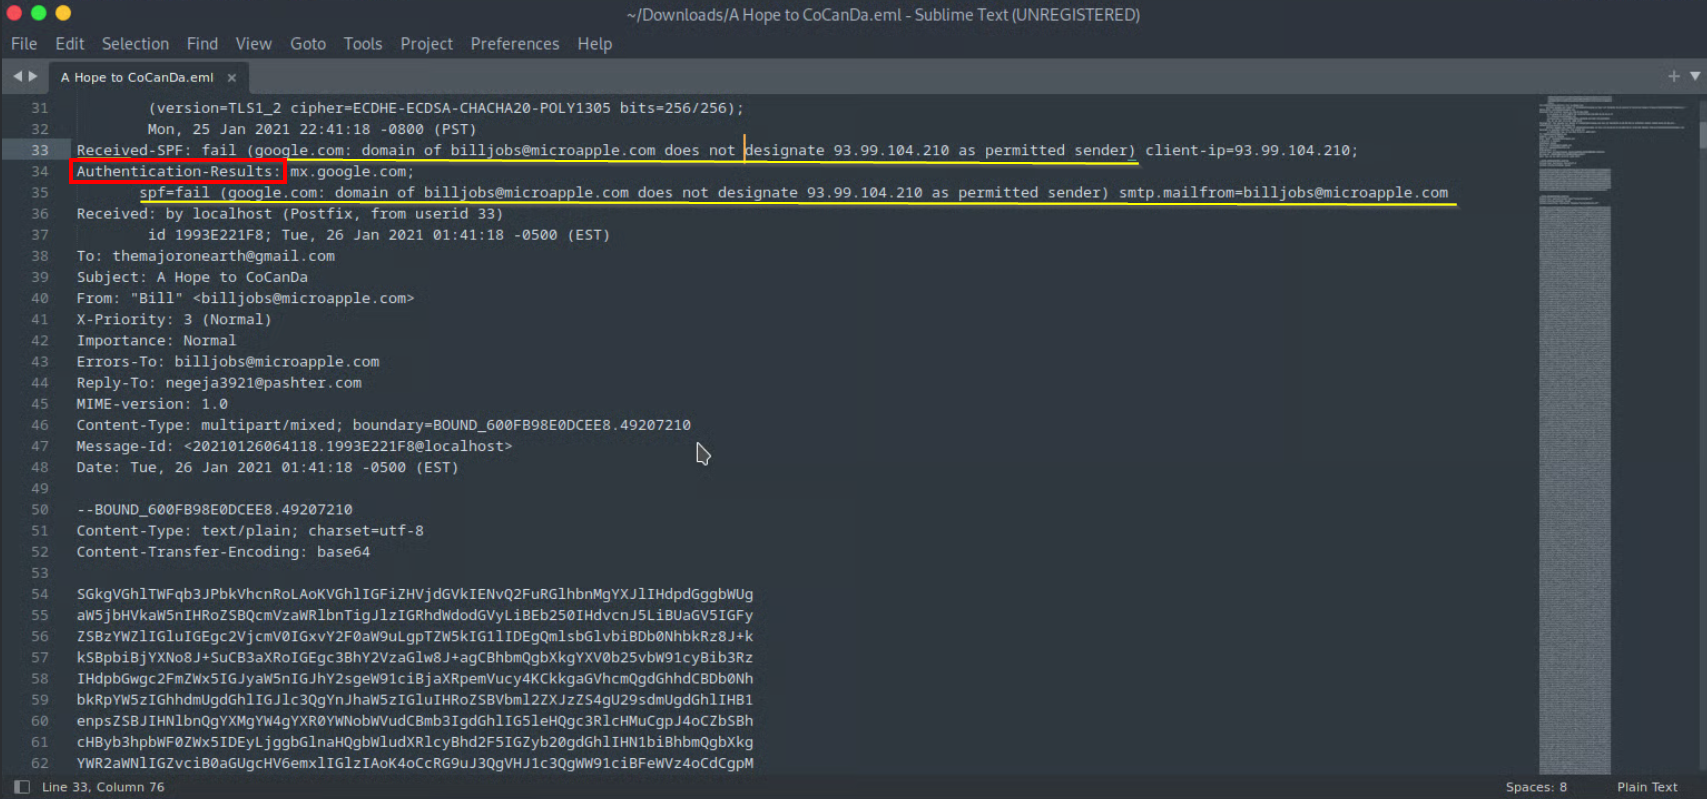 ~/Downloads/A Hope to CoCanDa.eml - Sublime Text (UNREGISTERED)
File Edit Selection Find View Goto Tools Project Preferences Help
A Hope to CoCanDa.eml
31 (version=TLS1_2 cipher=ECDHE-ECDSA-CHACHA20-POLY1305 bits=256/256);
32 Mon, 25 Jan 2021 22:41:18 -0800 (PST)
33 Received-SPF: fail (google.com: domain of billjobs@microapple.com does not designate 93.99.104.210 as permitted sender) client-ip=93.99.104.210;
34 Authentication-Results: mx.google.com;
35 spf=fail (google.com: domain of billjobs@microapple.com does not designate 93.99.104.210 as permitted sender) smtp.mailfrom=billjobs@microapple.com
36 Received: by localhost (Postfix, from userid 33)
37 id 1993E221F8; Tue, 26 Jan 2021 01:41:18 -0500 (EST)
38 To: themajoronearth@gmail.com
39 Subject: A Hope to CoCanDa
40 From: "Bill" <billjobs@microapple.com>
41 X-Priority: 3 (Normal)
42 Importance: Normal
43 Errors-To: billjobs@microapple.com
44 Reply-To: negeja3921@pashter.com
45 MIME-version: 1.0
46 Content-Type: multipart/mixed; boundary=BOUND_600FB98E0DCEE8.49207210
47 Message-Id: <20210126064118.1993E221F8@localhost>
48 Date: Tue, 26 Jan 2021 01:41:18 -0500 (EST)
49
50 --BOUND_600FB98E0DCEE8.49207210
51 Content-Type: text/plain; charset=utf-8
52 Content-Transfer-Encoding: base64
53
54 SGkgVGhlTWFqb3JPbkVhcnRoLAoKVGhlIGFiZHVjdGVkIENvQ2FuRGlhbnMgYXJlIHdpdGggbWUg
55 aW5jbHVkaW5nIHRoZSBQcmVzaWRlbnTigJlzIGRhdWdodGVyLiBEb250IHdvcnJ5LiBUaGV5IGFy
56 ZSBzYWZlIGluIGEgc2VjcmV0IGxvY2F0aW9uLgpTZW5kIG1lIDEgQmlsbGlvbiBDb0NhbkRz8J+k
57 kSBpbiBjYXNo8J+SuCB3aXRoIGEgc3BhY2VzaGlw8J+agCBhbmQgbXkgYXV0b25vbW91cyBib3Rz
58 IHdpbGwgc2FmZWx5IGJyaW5nIGJhY2sgeW91ciBjaXRpemVucy4KCkkgaGVhcmQgdGhhdCBDb0Nh
59 bkRpYW5zIGhhdmUgdGhlIGJlc3QgYnJhaW5zIGluIHRoZSBVbml2ZXJzZS4gU29sdmUgdGhlIHB1
60 enpsZSBJIHNlbnQgYXMgYW4gYXR0YWNobWVudCBmb3IgdGhlIG5leHQgc3RlcHMuCgpJ4oCZbSBh
61 cHByb3hpbWF0ZWx5IDEyLjggbGlnaHQgbWludXRlcyBhd2F5IGZyb20gdGhlIHN1biBhbmQgbXkg
62 YWR2aWNlIGZvciB0aGUgcHV6emxlIGlzIAoK4oCcRG9uJ3QgVHJ1c3QgWW91ciBFeWVz4oCdCgpM
Line 33, Column 76
Spaces: 8
Plain Text